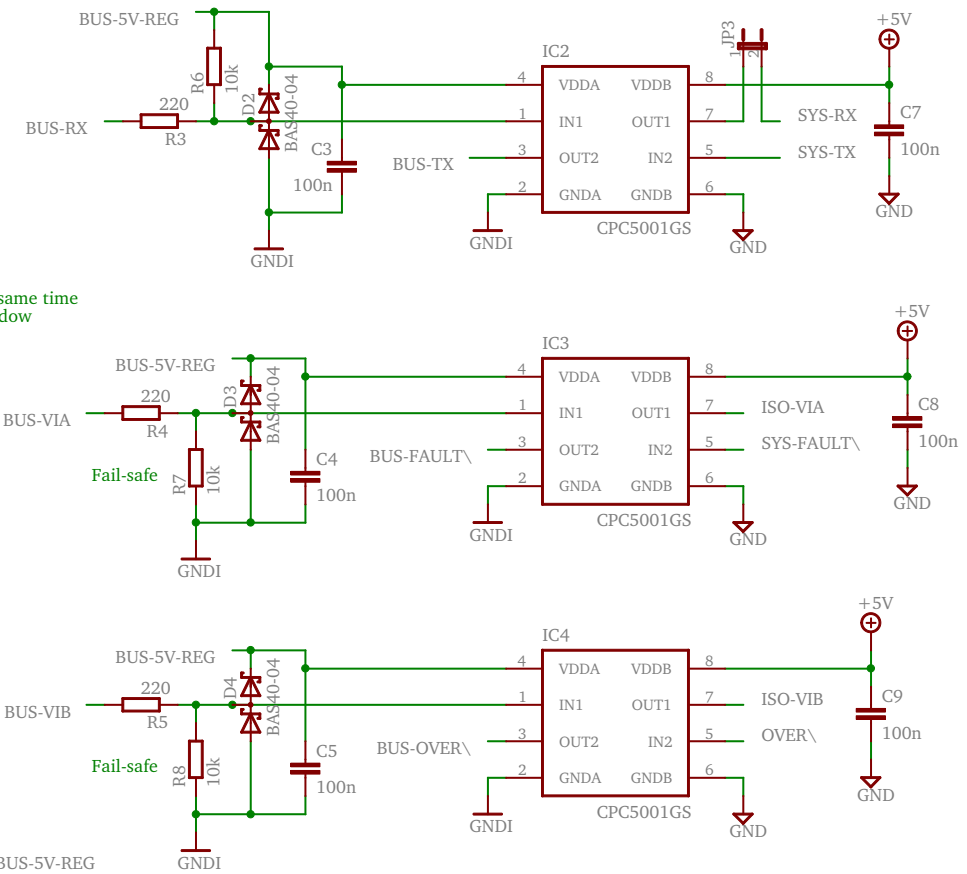 BUS-5V-REG
R6
10k
220
BUS-RX
R3
D2
BAS40-04
C3
100n
GNDI
BUS-TX
IC2
4 VDDA VDDB 8
1 IN1 OUT1 7
3 OUT2 IN2 5
2 GNDA GNDB 6
CPC5001GS
GNDI
GND
JP3
1
2
SYS-RX
SYS-TX
+5V
C7
100n
GND
same time
dow
BUS-5V-REG
220
BUS-VIA
R4
D3
BAS40-04
Fail-safe
R7
10k
C4
100n
GNDI
BUS-FAULT\
IC3
4 VDDA VDDB 8
1 IN1 OUT1 7
3 OUT2 IN2 5
2 GNDA GNDB 6
CPC5001GS
GNDI
GND
ISO-VIA
SYS-FAULT\
+5V
C8
100n
GND
BUS-5V-REG
220
BUS-VIB
R5
D4
BAS40-04
Fail-safe
R8
10k
C5
100n
GNDI
BUS-OVER\
IC4
4 VDDA VDDB 8
1 IN1 OUT1 7
3 OUT2 IN2 5
2 GNDA GNDB 6
CPC5001GS
GNDI
GND
ISO-VIB
OVER\
+5V
C9
100n
GND
BUS-5V-REG